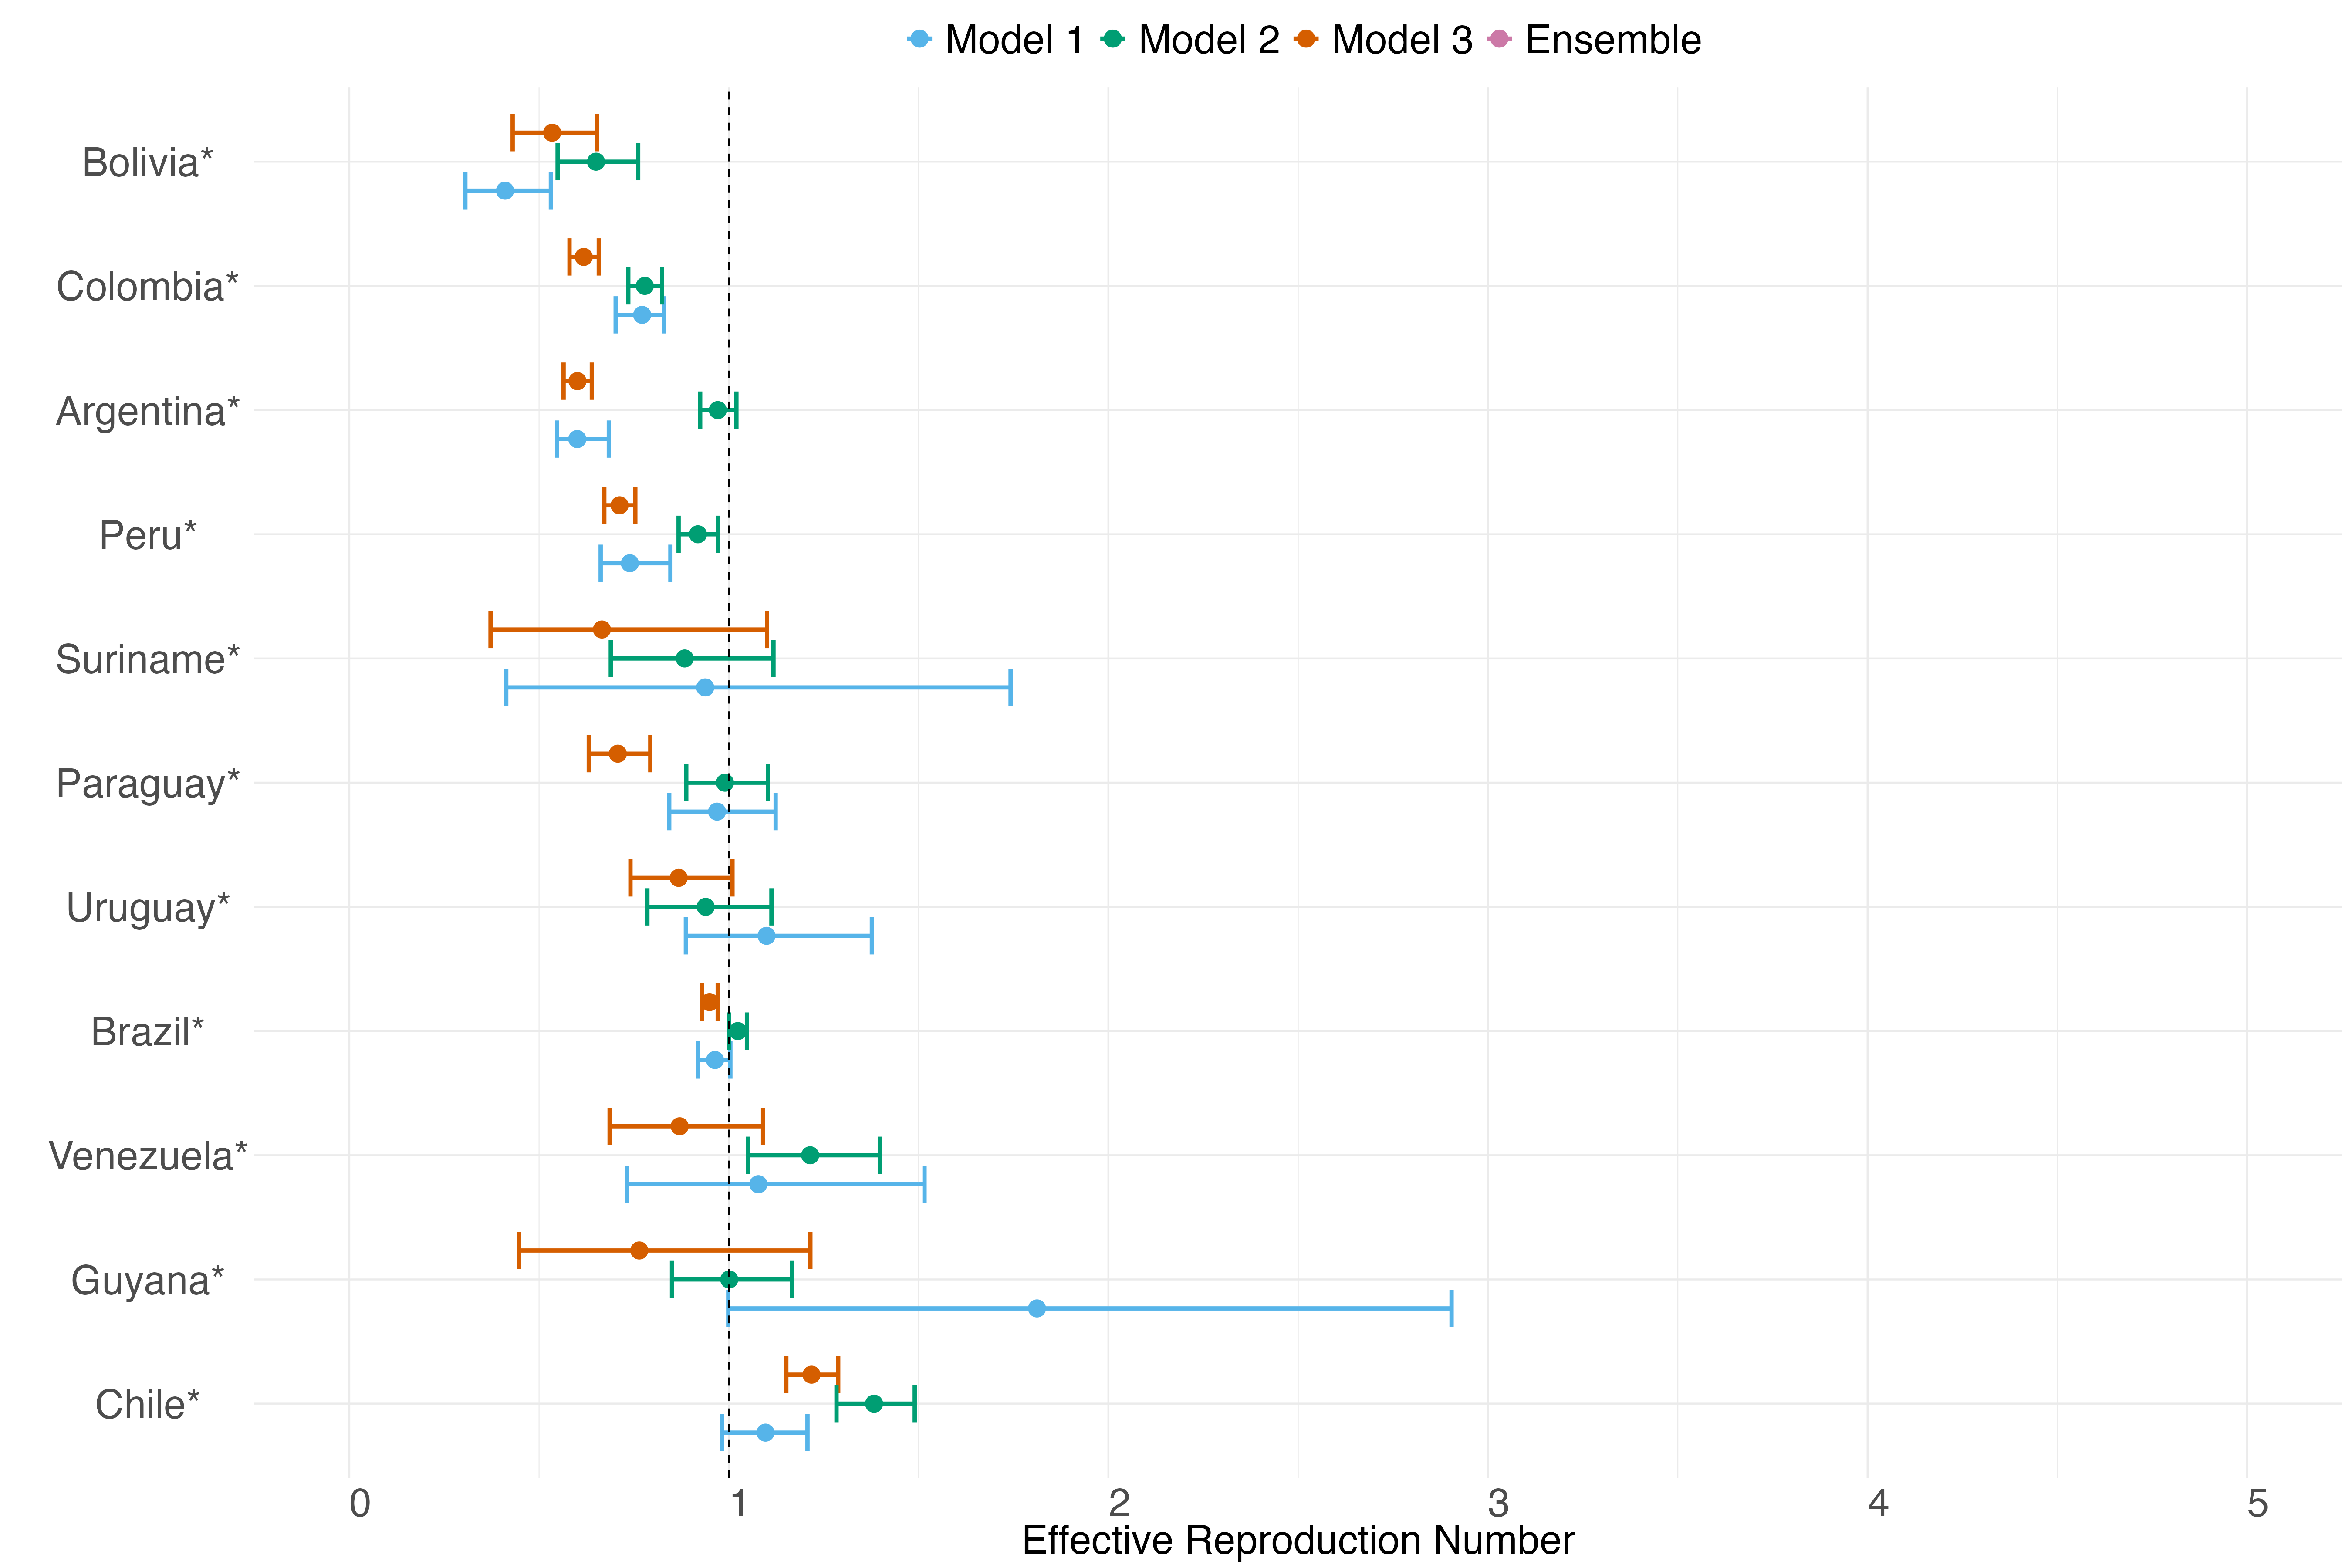 Model 1 Model 2 Model 3 Ensemble
Bolivia*
Colombia*
Argentina*
Peru*
Suriname*
Paraguay*
Uruguay*
Brazil*
Venezuela*
Guyana*
Chile*
0 1 2 3 4 5
Effective Reproduction Number